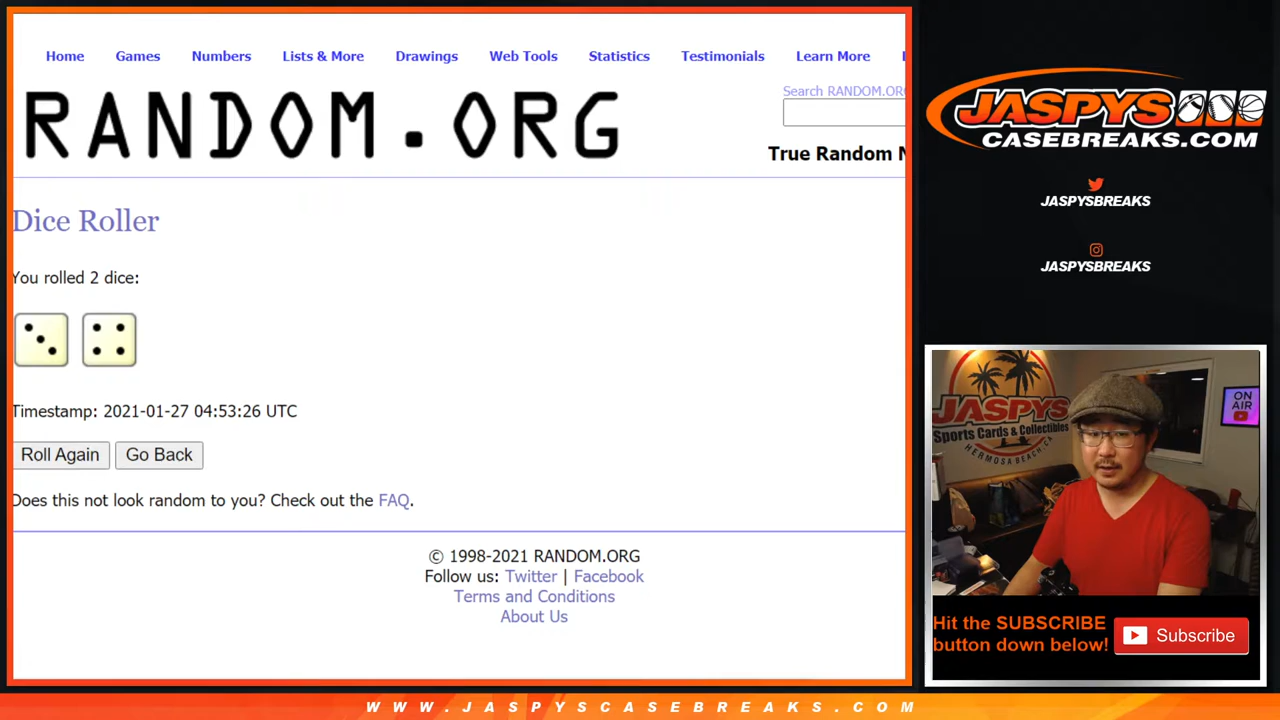 Home Games Numbers Lists & More Drawings Web Tools Statistics Testimonials Learn More
RANDOM.ORG
Search RANDOM.ORG
True Random
Dice Roller
You rolled 2 dice:
Timestamp: 2021-01-27 04:53:26 UTC
Roll Again Go Back
Does this not look random to you? Check out the FAQ.
© 1998-2021 RANDOM.ORG
Follow us: Twitter | Facebook
Terms and Conditions
About Us
JASPYS
CASEBREAKS.COM
JASPYSBREAKS
JASPYSBREAKS
JASPYS
Sports Cards & Collectibles
HERMOSA BEACH, CA
ON AIR
Hit the SUBSCRIBE
button down below!
Subscribe
WWW.JASPYSCASEBREAKS.COM